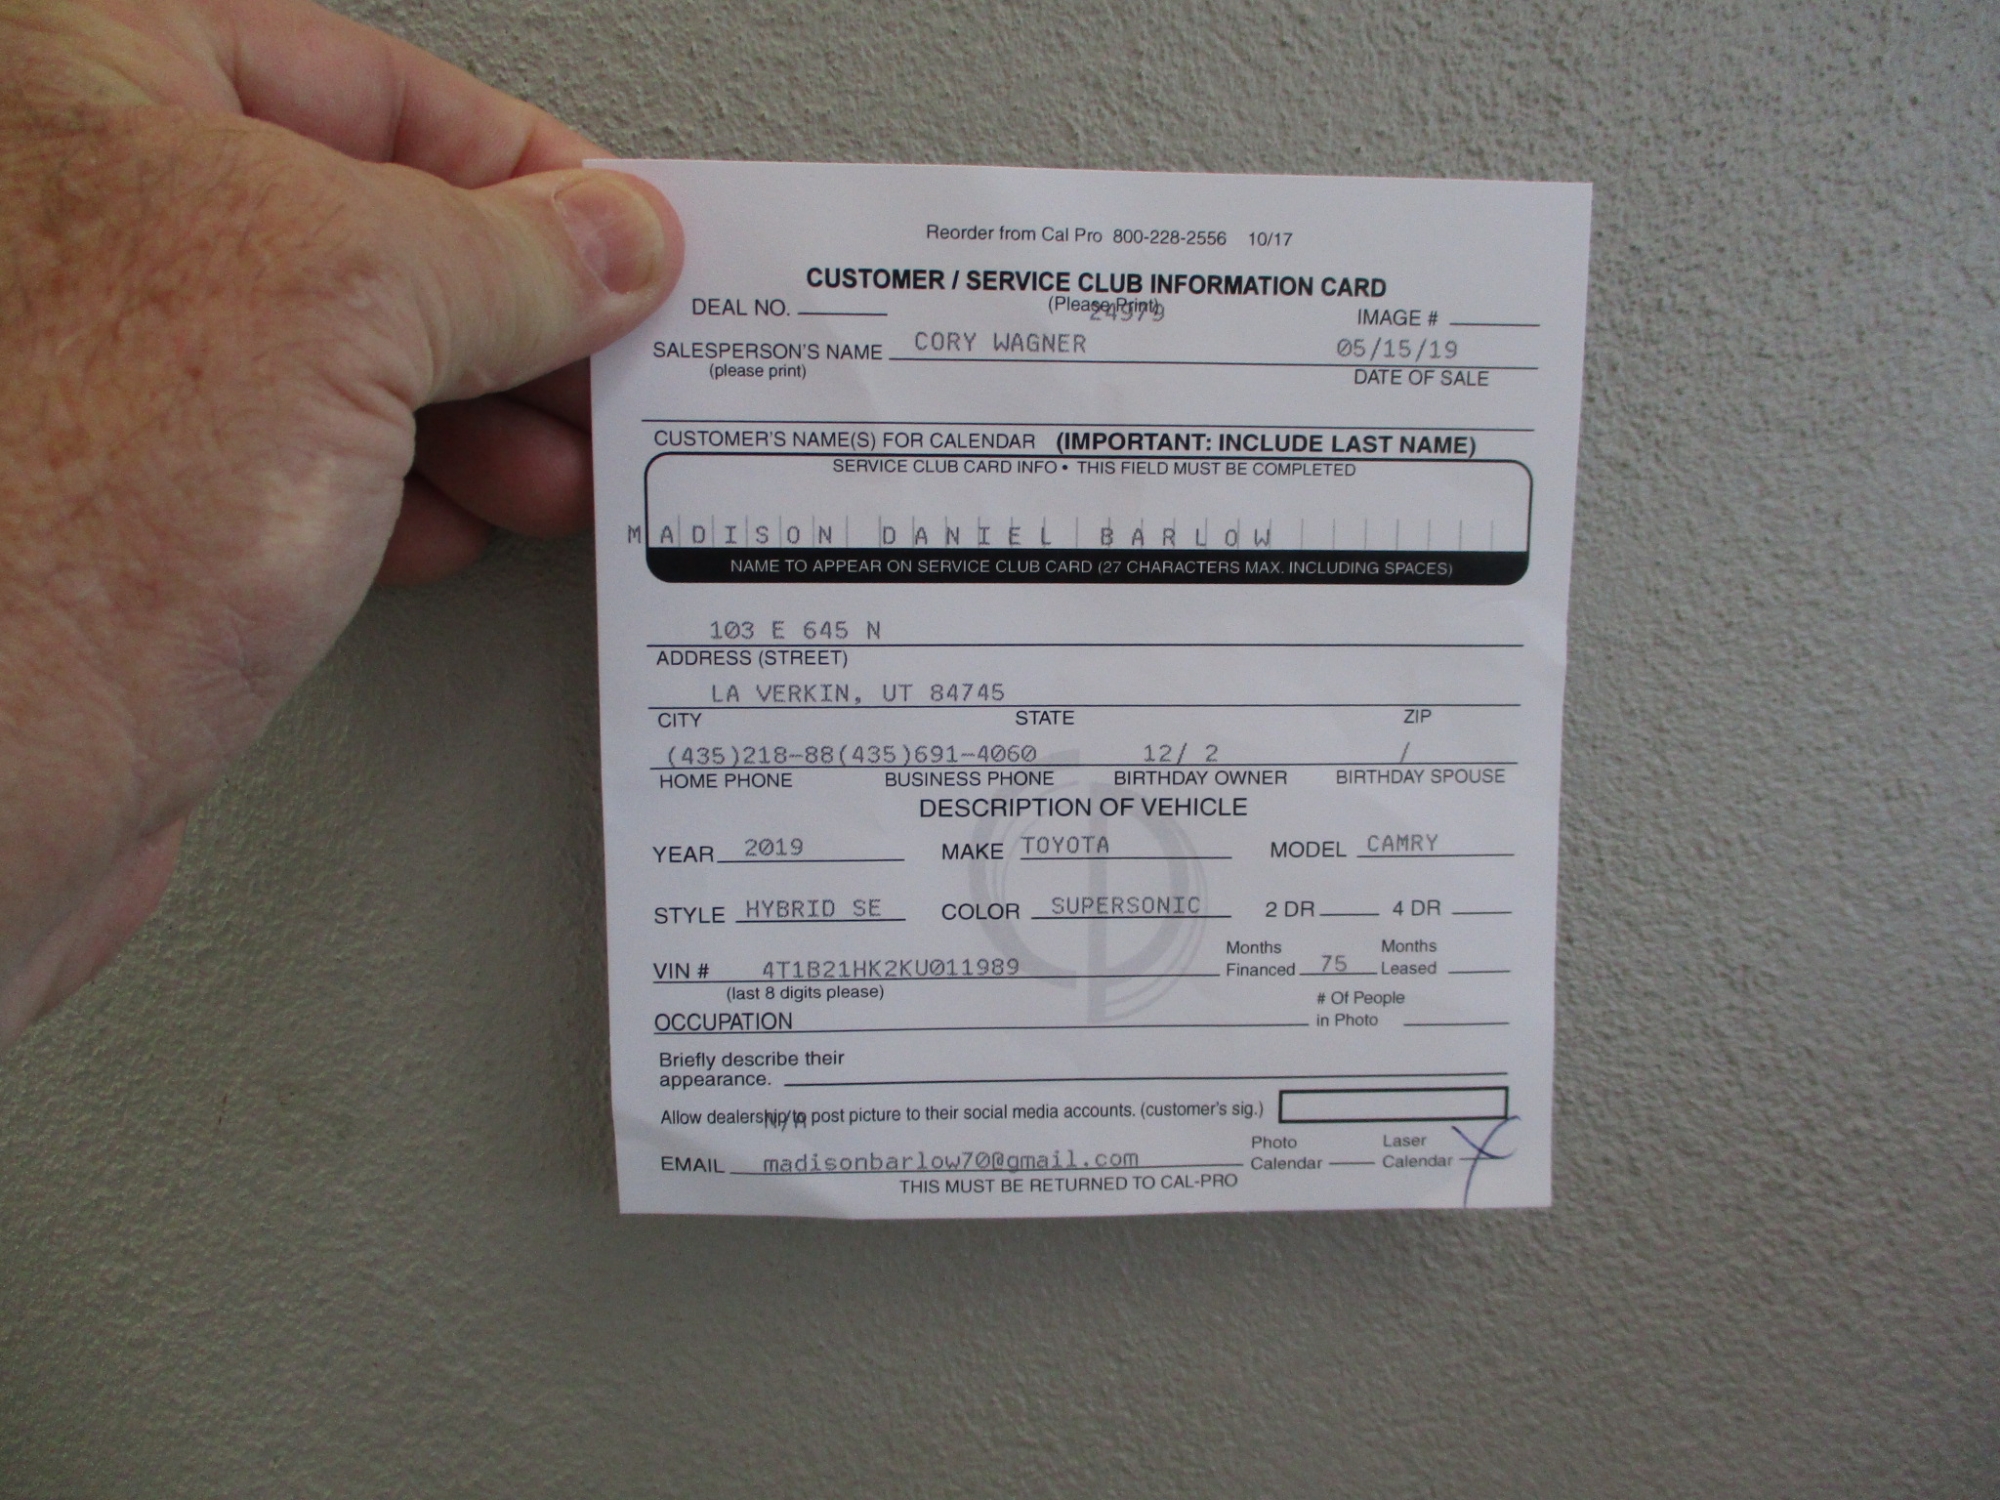 Reorder from Cal Pro 800-228-2556 10/17
CUSTOMER / SERVICE CLUB INFORMATION CARD
(Please Print)
24979
DEAL NO. IMAGE #
SALESPERSON'S NAME CORY WAGNER 05/15/19
(please print) DATE OF SALE
CUSTOMER'S NAME(S) FOR CALENDAR (IMPORTANT: INCLUDE LAST NAME)
SERVICE CLUB CARD INFO • THIS FIELD MUST BE COMPLETED
MADISON DANIEL BARLOW
NAME TO APPEAR ON SERVICE CLUB CARD (27 CHARACTERS MAX. INCLUDING SPACES)
103 E 645 N
ADDRESS (STREET)
LA VERKIN, UT 84745
CITY STATE ZIP
(435)218-88(435)691-4060 12/ 2 /
HOME PHONE BUSINESS PHONE BIRTHDAY OWNER BIRTHDAY SPOUSE
DESCRIPTION OF VEHICLE
YEAR 2019 MAKE TOYOTA MODEL CAMRY
STYLE HYBRID SE COLOR SUPERSONIC 2 DR 4 DR
VIN # 4T1B21HK2KU011989 Months Financed 75 Months Leased
(last 8 digits please)
OCCUPATION # Of People in Photo
Briefly describe their
appearance.
Allow dealership to post picture to their social media accounts. (customer's sig.)
N/A
EMAIL madisonbarlow70@gmail.com Photo Calendar Laser Calendar X
THIS MUST BE RETURNED TO CAL-PRO